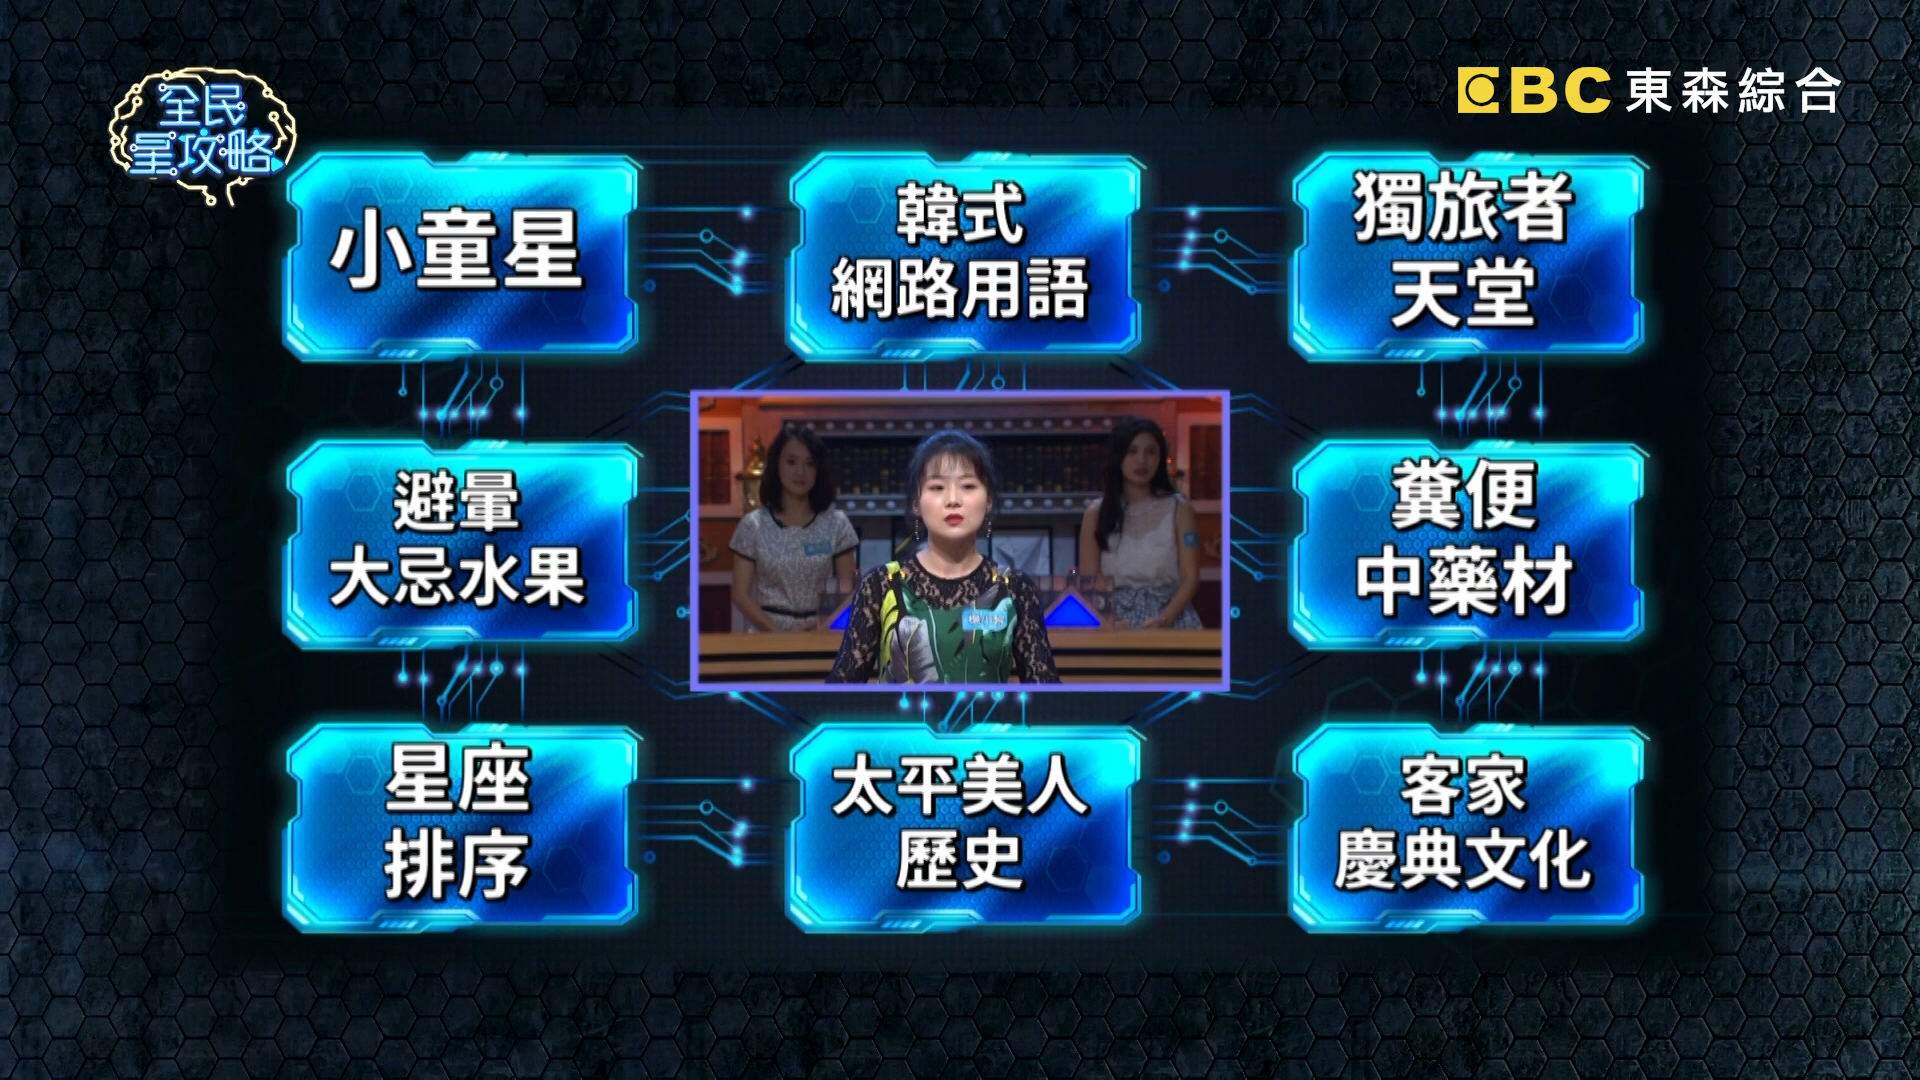 全民
星攻略
EBC 東森綜合
小童星
韓式
網路用語
獨旅者
天堂
避暈
大忌水果
糞便
中藥材
星座
排序
太平美人
歷史
客家
慶典文化